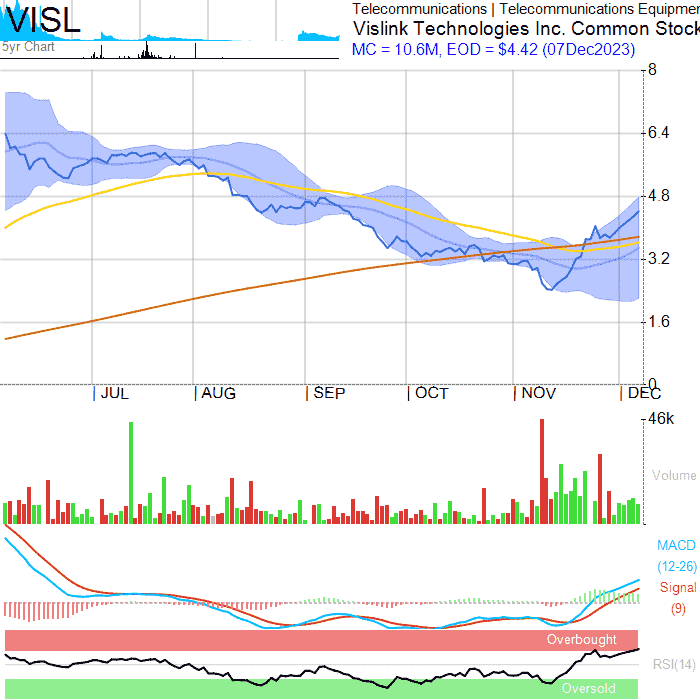 VISL
Telecommunications | Telecommunications Equipmen
Vislink Technologies Inc. Common Stock
5yr Chart
MC = 10.6M, EOD = $4.42 (07Dec2023)
8
6.4
4.8
3.2
1.6
0
JUL
AUG
SEP
OCT
NOV
DEC
46k
Volume
MACD
(12-26)
Signal
(9)
Overbought
RSI(14)
Oversold